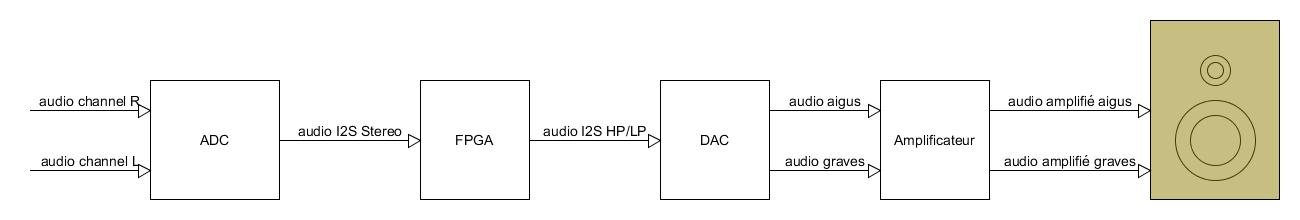 audio channel R
audio channel L
ADC
audio I2S Stereo
FPGA
audio I2S HP/LP
DAC
audio aigus
audio graves
Amplificateur
audio amplifié aigus
audio amplifié graves